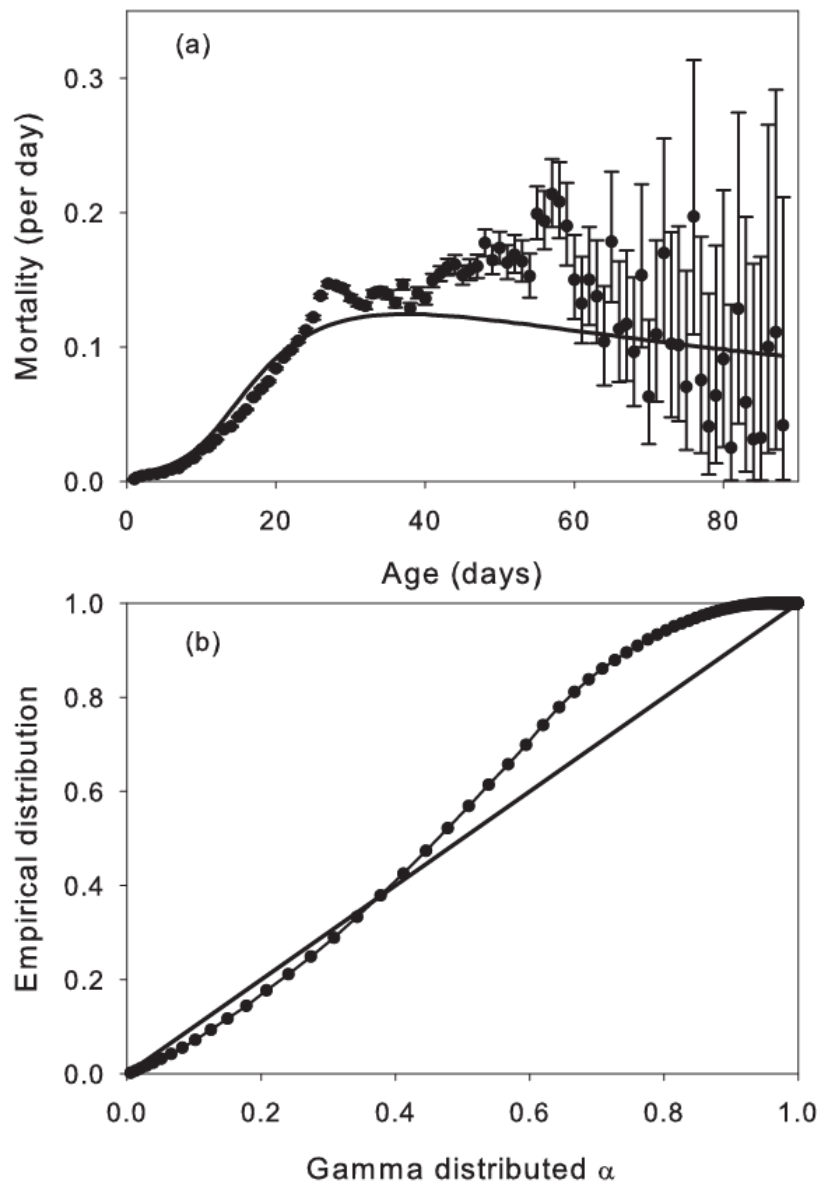 (a)
Mortality (per day)
0.3
0.2
0.1
0.0
0 20 40 60 80
Age (days)
(b)
Empirical distribution
1.0
0.8
0.6
0.4
0.2
0.0
0.0 0.2 0.4 0.6 0.8 1.0
Gamma distributed α